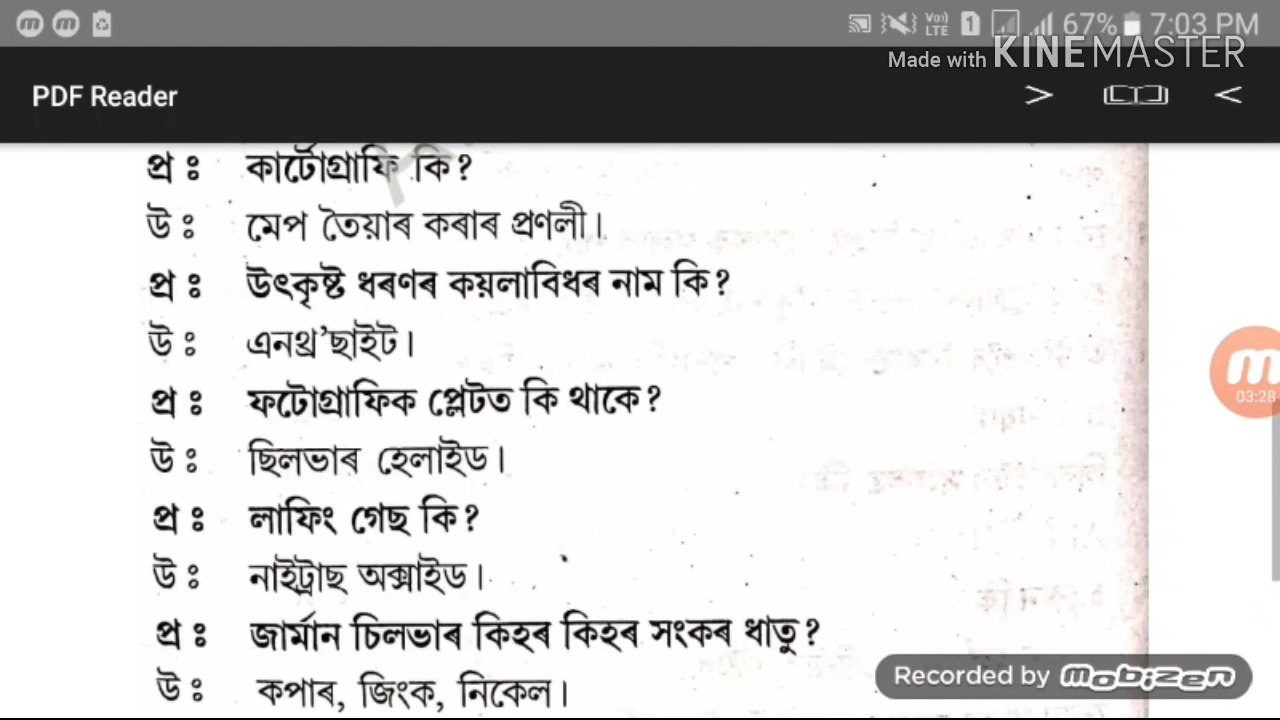 67% 7:03 PM
Made with KINEMASTER
PDF Reader
প্ৰঃ কাৰ্টোগ্ৰাফি কি?
উঃ মেপ তৈয়াৰ কৰাৰ প্ৰণলী।
প্ৰঃ উৎকৃষ্ট ধৰণৰ কয়লাবিধৰ নাম কি?
উঃ এনথ্ৰ'ছাইট।
প্ৰঃ ফটোগ্ৰাফিক প্লেটত কি থাকে?
উঃ ছিলভাৰ হেলাইড।
03:28
প্ৰঃ লাফিং গেছ কি?
উঃ নাইট্ৰাছ অক্সাইড।
প্ৰঃ জাৰ্মান চিলভাৰ কিহৰ কিহৰ সংকৰ ধাতু?
Recorded by mobizen
উঃ কপাৰ, জিংক, নিকেল।